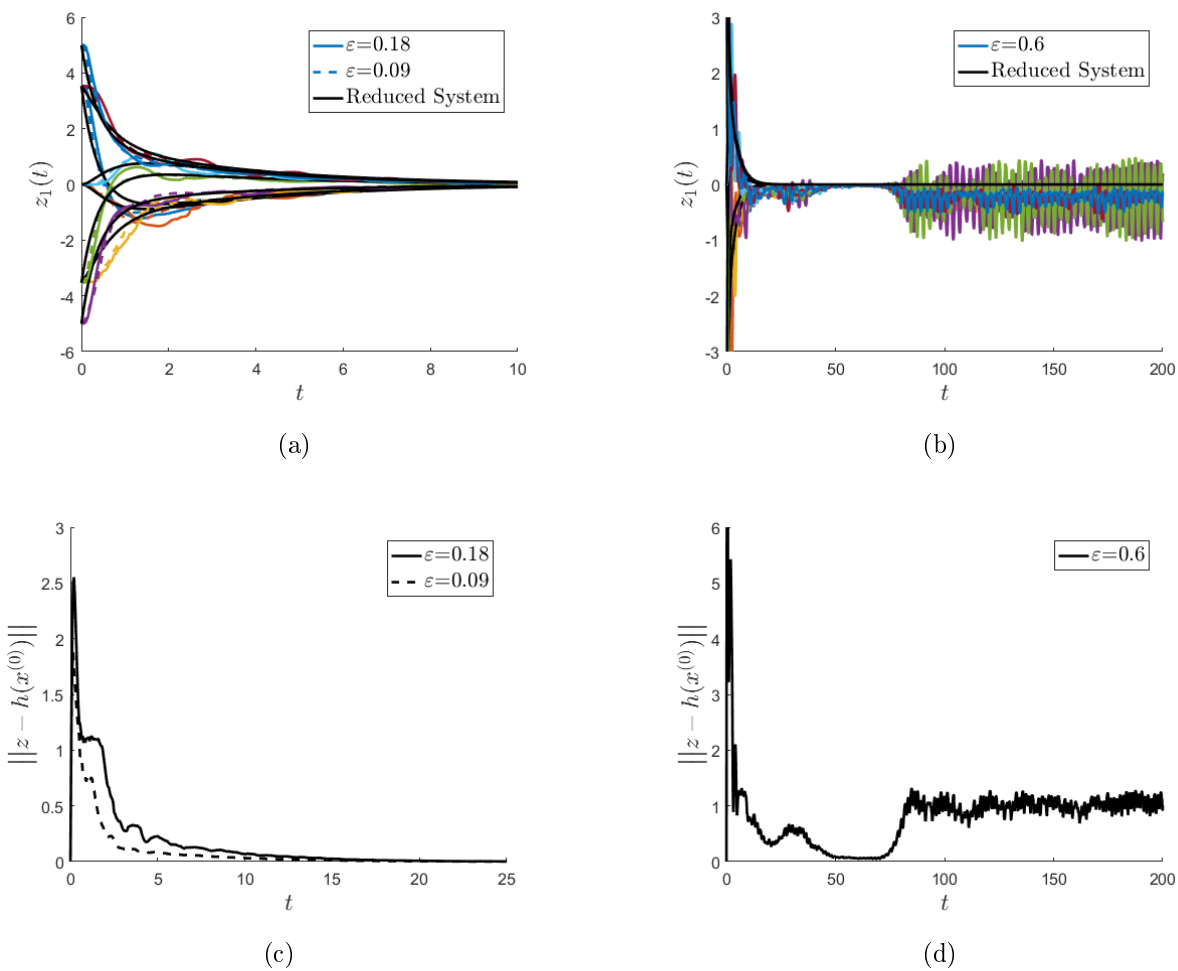 6
4
2
0
-2
-4
-6
z₁(t)
ε=0.18
ε=0.09
Reduced System
0 2 4 6 8 10
t
(a)
3
2
1
0
-1
-2
-3
z₁(t)
ε=0.6
Reduced System
0 50 100 150 200
t
(b)
3
2.5
2
1.5
1
0.5
0
||z − h(x⁽⁰⁾)||
ε=0.18
ε=0.09
0 5 10 15 20 25
t
(c)
6
5
4
3
2
1
0
||z − h(x⁽⁰⁾)||
ε=0.6
0 50 100 150 200
t
(d)